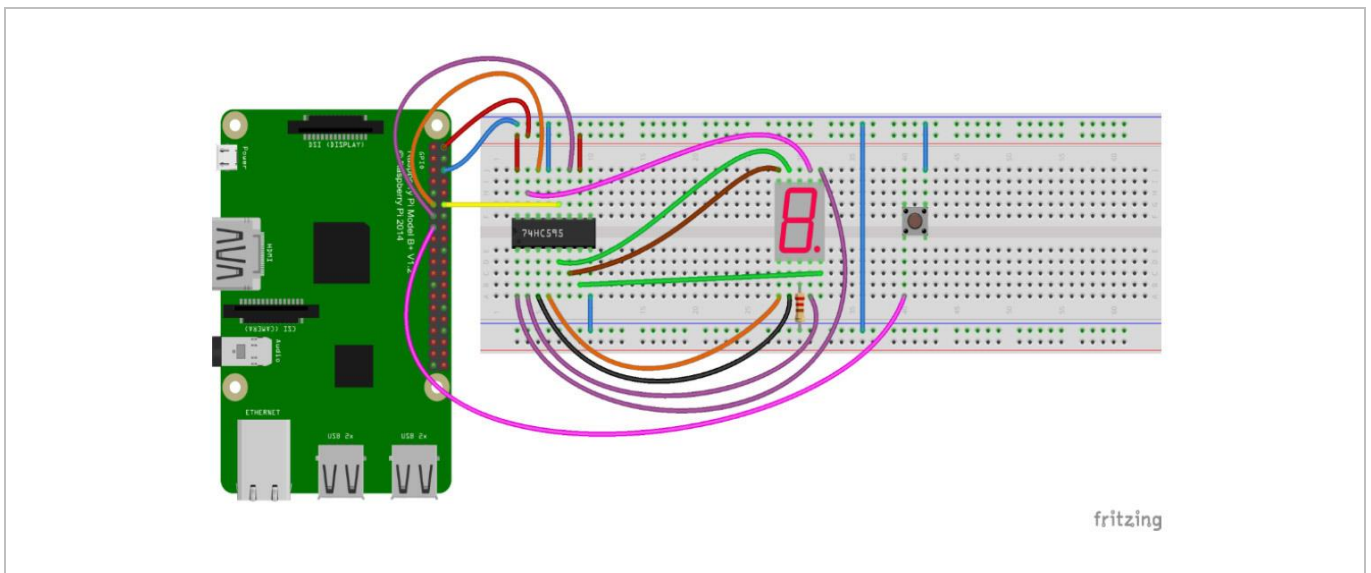 DSI (DISPLAY)
Power
GPIO
Raspberry Pi Model B+ V1.2
© Raspberry Pi 2014
HDMI
74HC595
CSI (CAMERA)
Audio
ETHERNET
USB 2x
USB 2x
fritzing